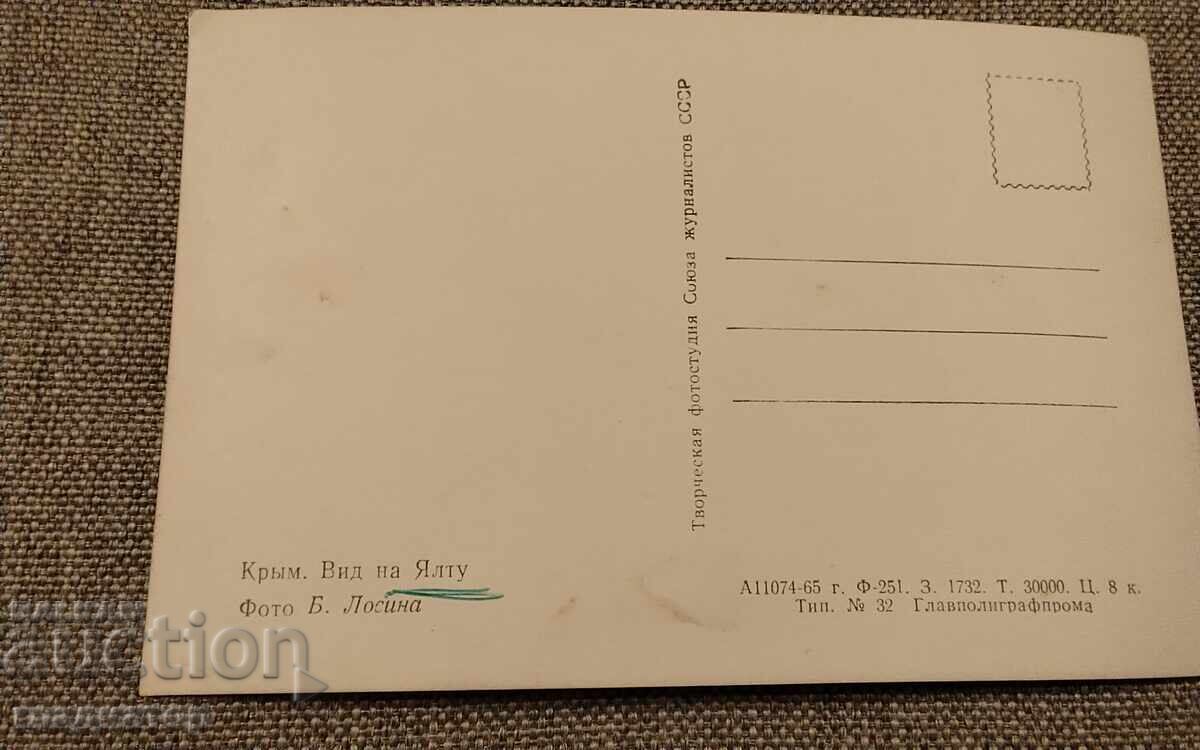 Творческая фотостудия Союза журналистов СССР
Крым. Вид на Ялту
Фото Б. Лосина
А11074-65 г. Ф-251. З. 1732. Т. 30000. Ц. 8 к.
Тип. № 32 Главполиграфпрома
auction